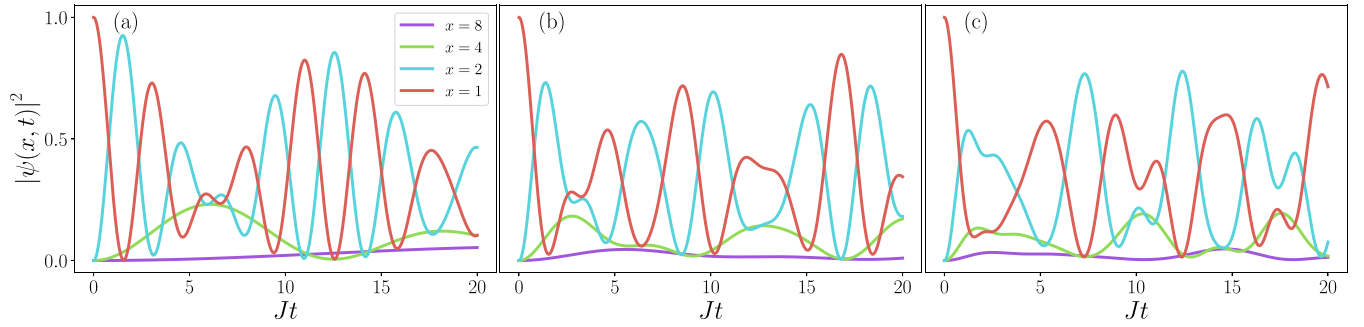 (a)
(b)
(c)
|ψ(x, t)|²
1.0
0.5
0.0
x = 8
x = 4
x = 2
x = 1
0 5 10 15 20
0 5 10 15 20
0 5 10 15 20
Jt
Jt
Jt